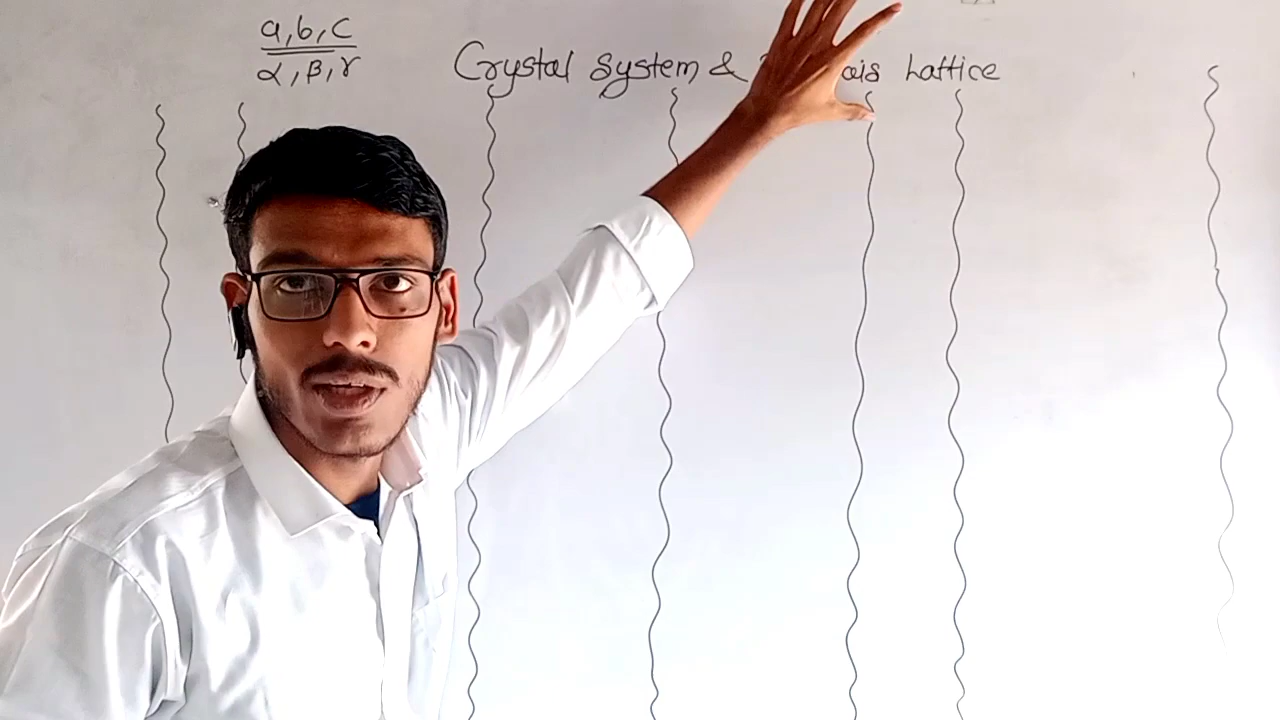 a, b, c
α, β, γ
Crystal System & ais Lattice